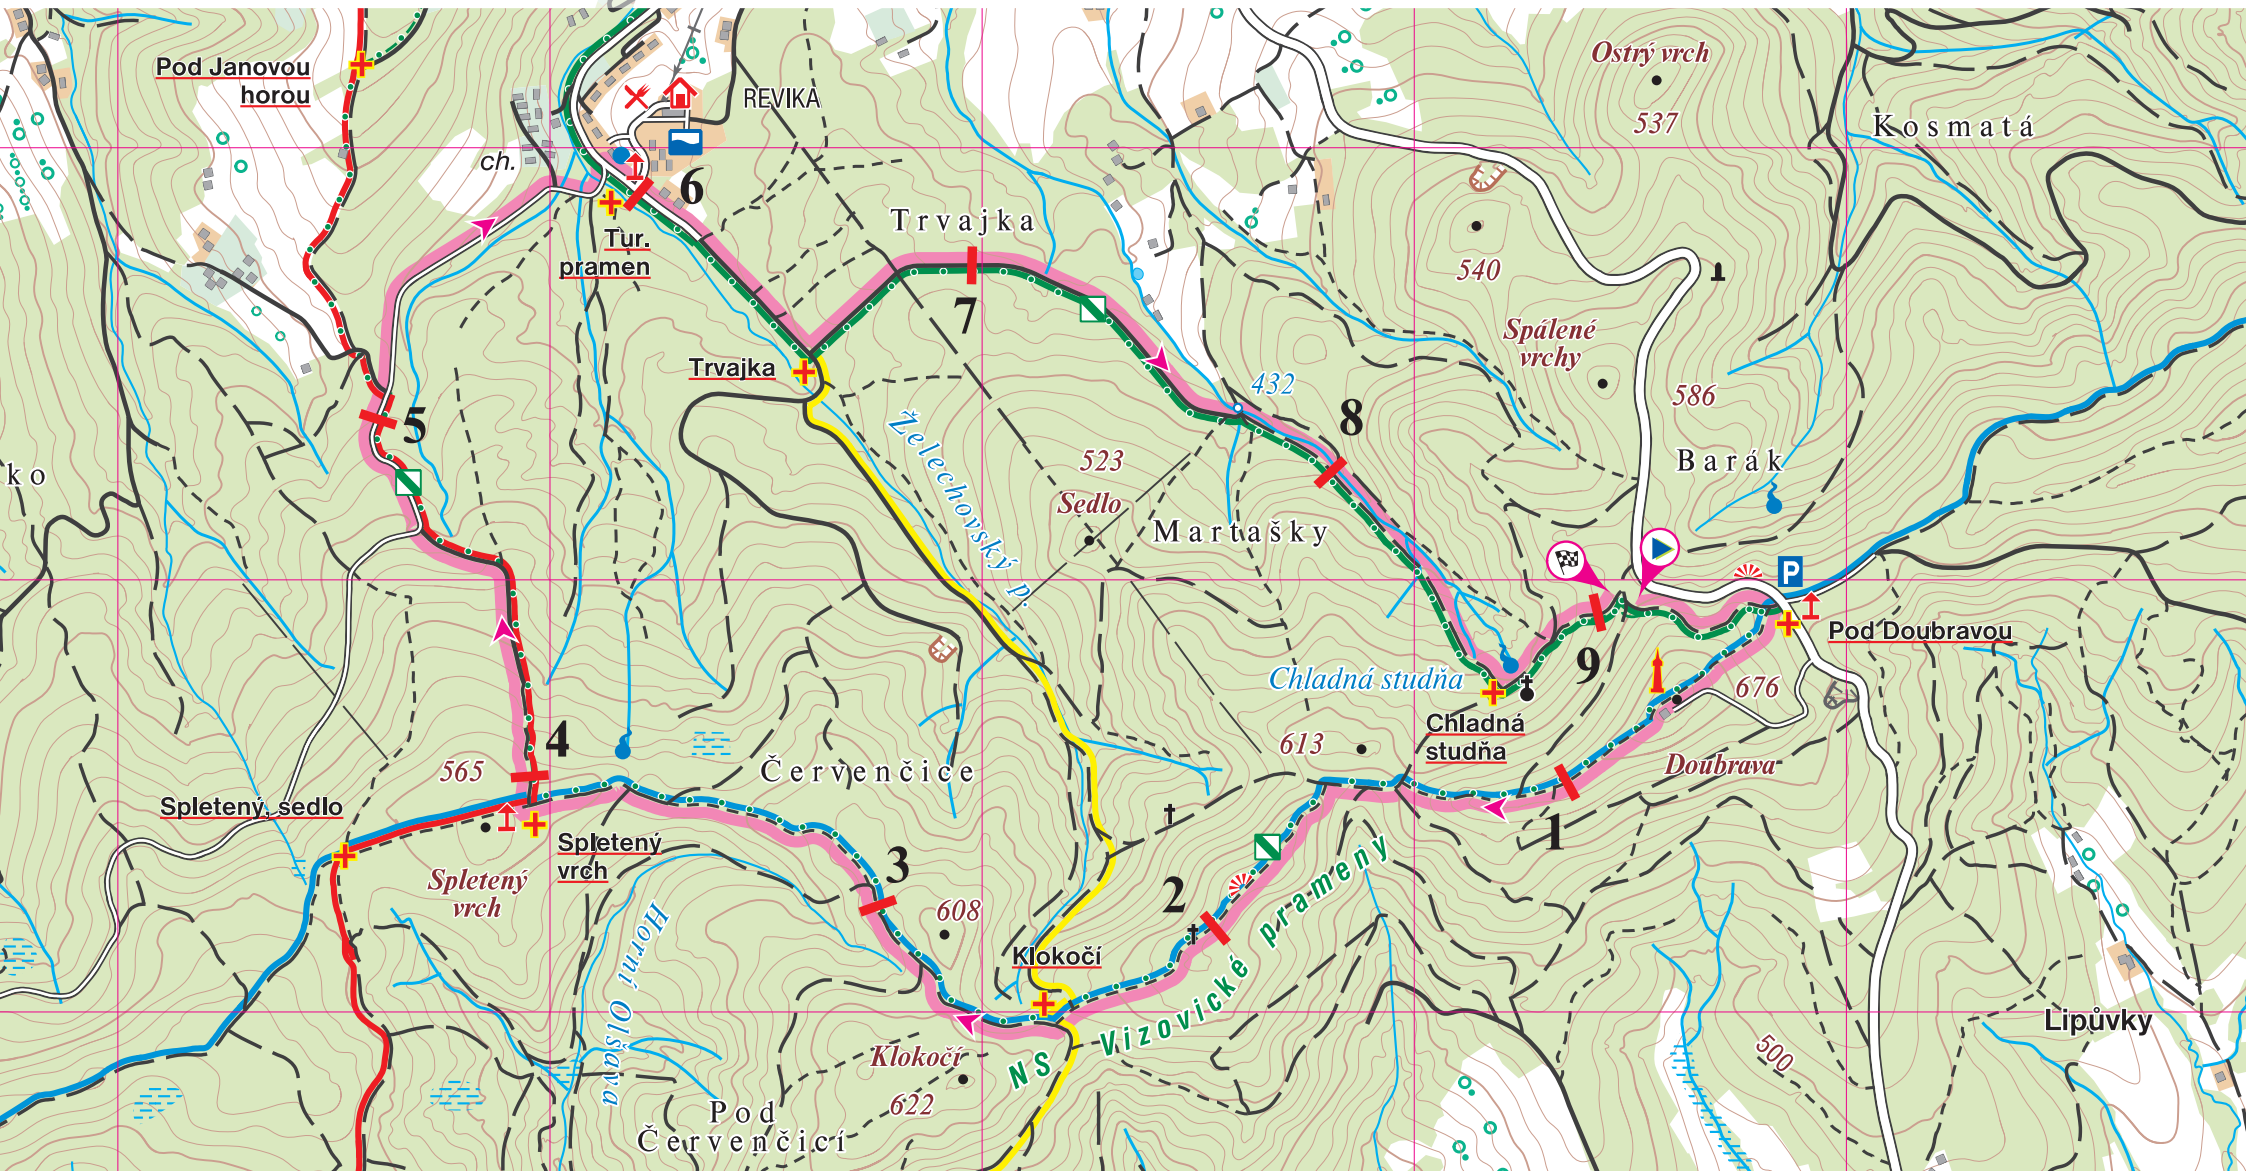 Pod Janovou
horou
REVIKA
ch.
6
Tur.
pramen
Trvajka
7
Trvajka
Ostrý vrch
537
Kosmatá
540
Spálené
vrchy
586
Barák
432
8
5
ko
Želechovský p.
523
Sedlo
Martašky
P
Pod Doubravou
9
676
Chladná studňa
Chladná
studňa
613
Doubrava
1
4
565
Spletený, sedlo
Červenčice
Spletený
vrch
Spletený
vrch
3
608
2
Klokočí
NS Vizovické prameny
Horní Olšava
Klokočí
622
Pod
Červenčicí
Lipůvky
500